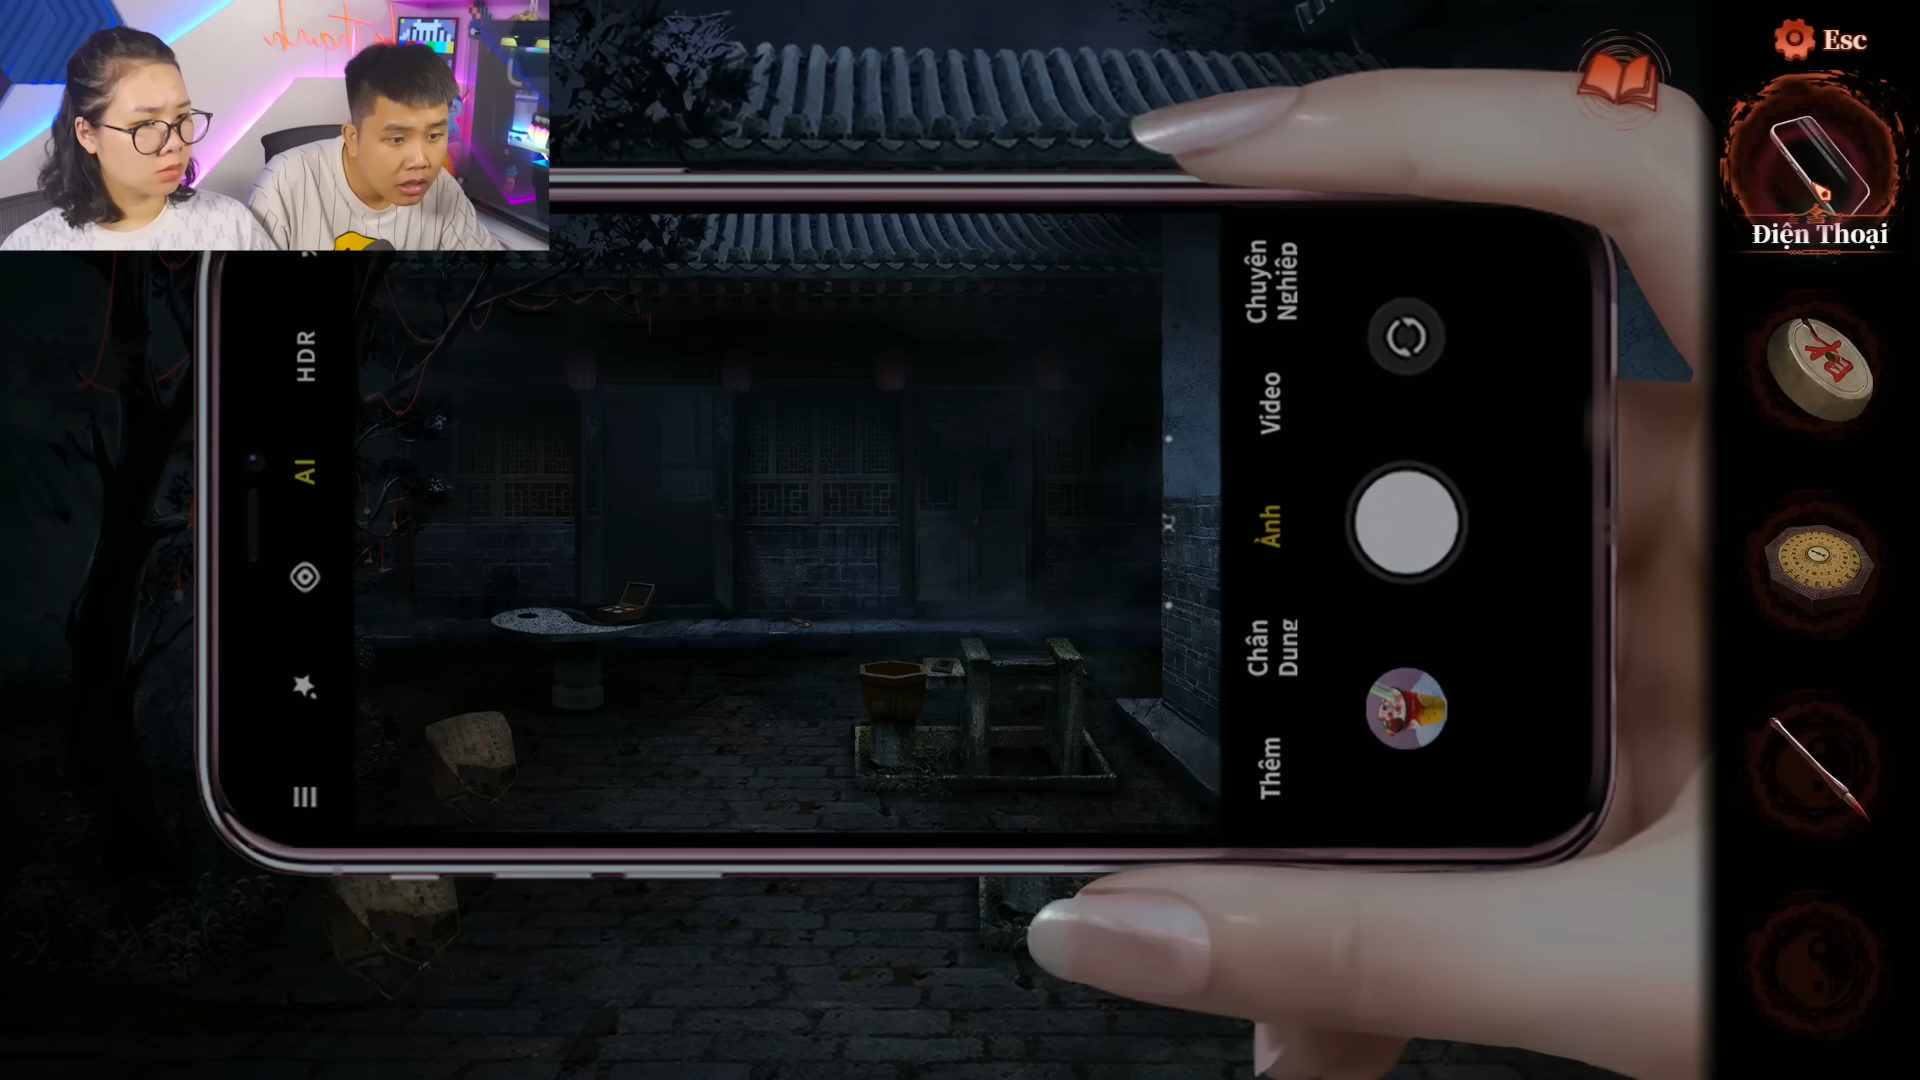 Esc
Điện Thoại
HDR
AI
Chuyên
Nghiệp
Video
Ảnh
Chân
Dung
Thêm